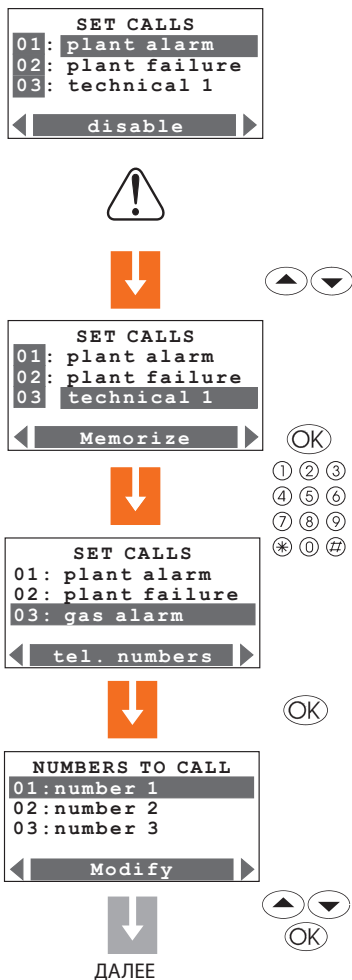 SET CALLS
01: plant alarm
02: plant failure
03: technical 1
disable
SET CALLS
01: plant alarm
02: plant failure
03 technical 1
Memorize
OK
1 2 3
4 5 6
7 8 9
* 0 #
SET CALLS
01: plant alarm
02: plant failure
03: gas alarm
tel. numbers
OK
NUMBERS TO CALL
01:number 1
02:number 2
03:number 3
Modify
OK
ДАЛЕЕ